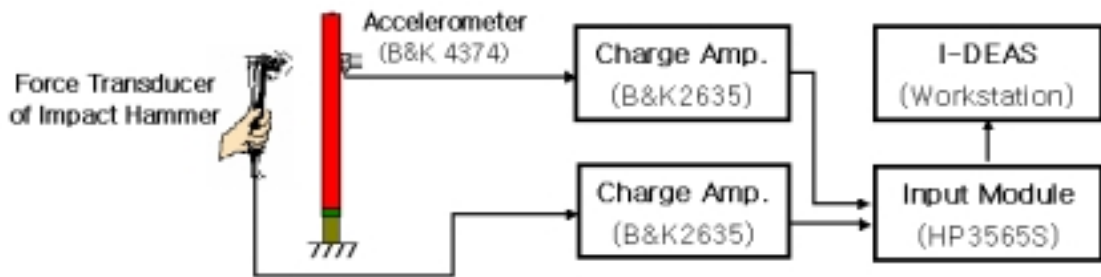 Accelerometer
(B&K 4374)
Force Transducer
of Impact Hammer
Charge Amp.
(B&K2635)
I-DEAS
(Workstation)
Charge Amp.
(B&K2635)
Input Module
(HP3565S)